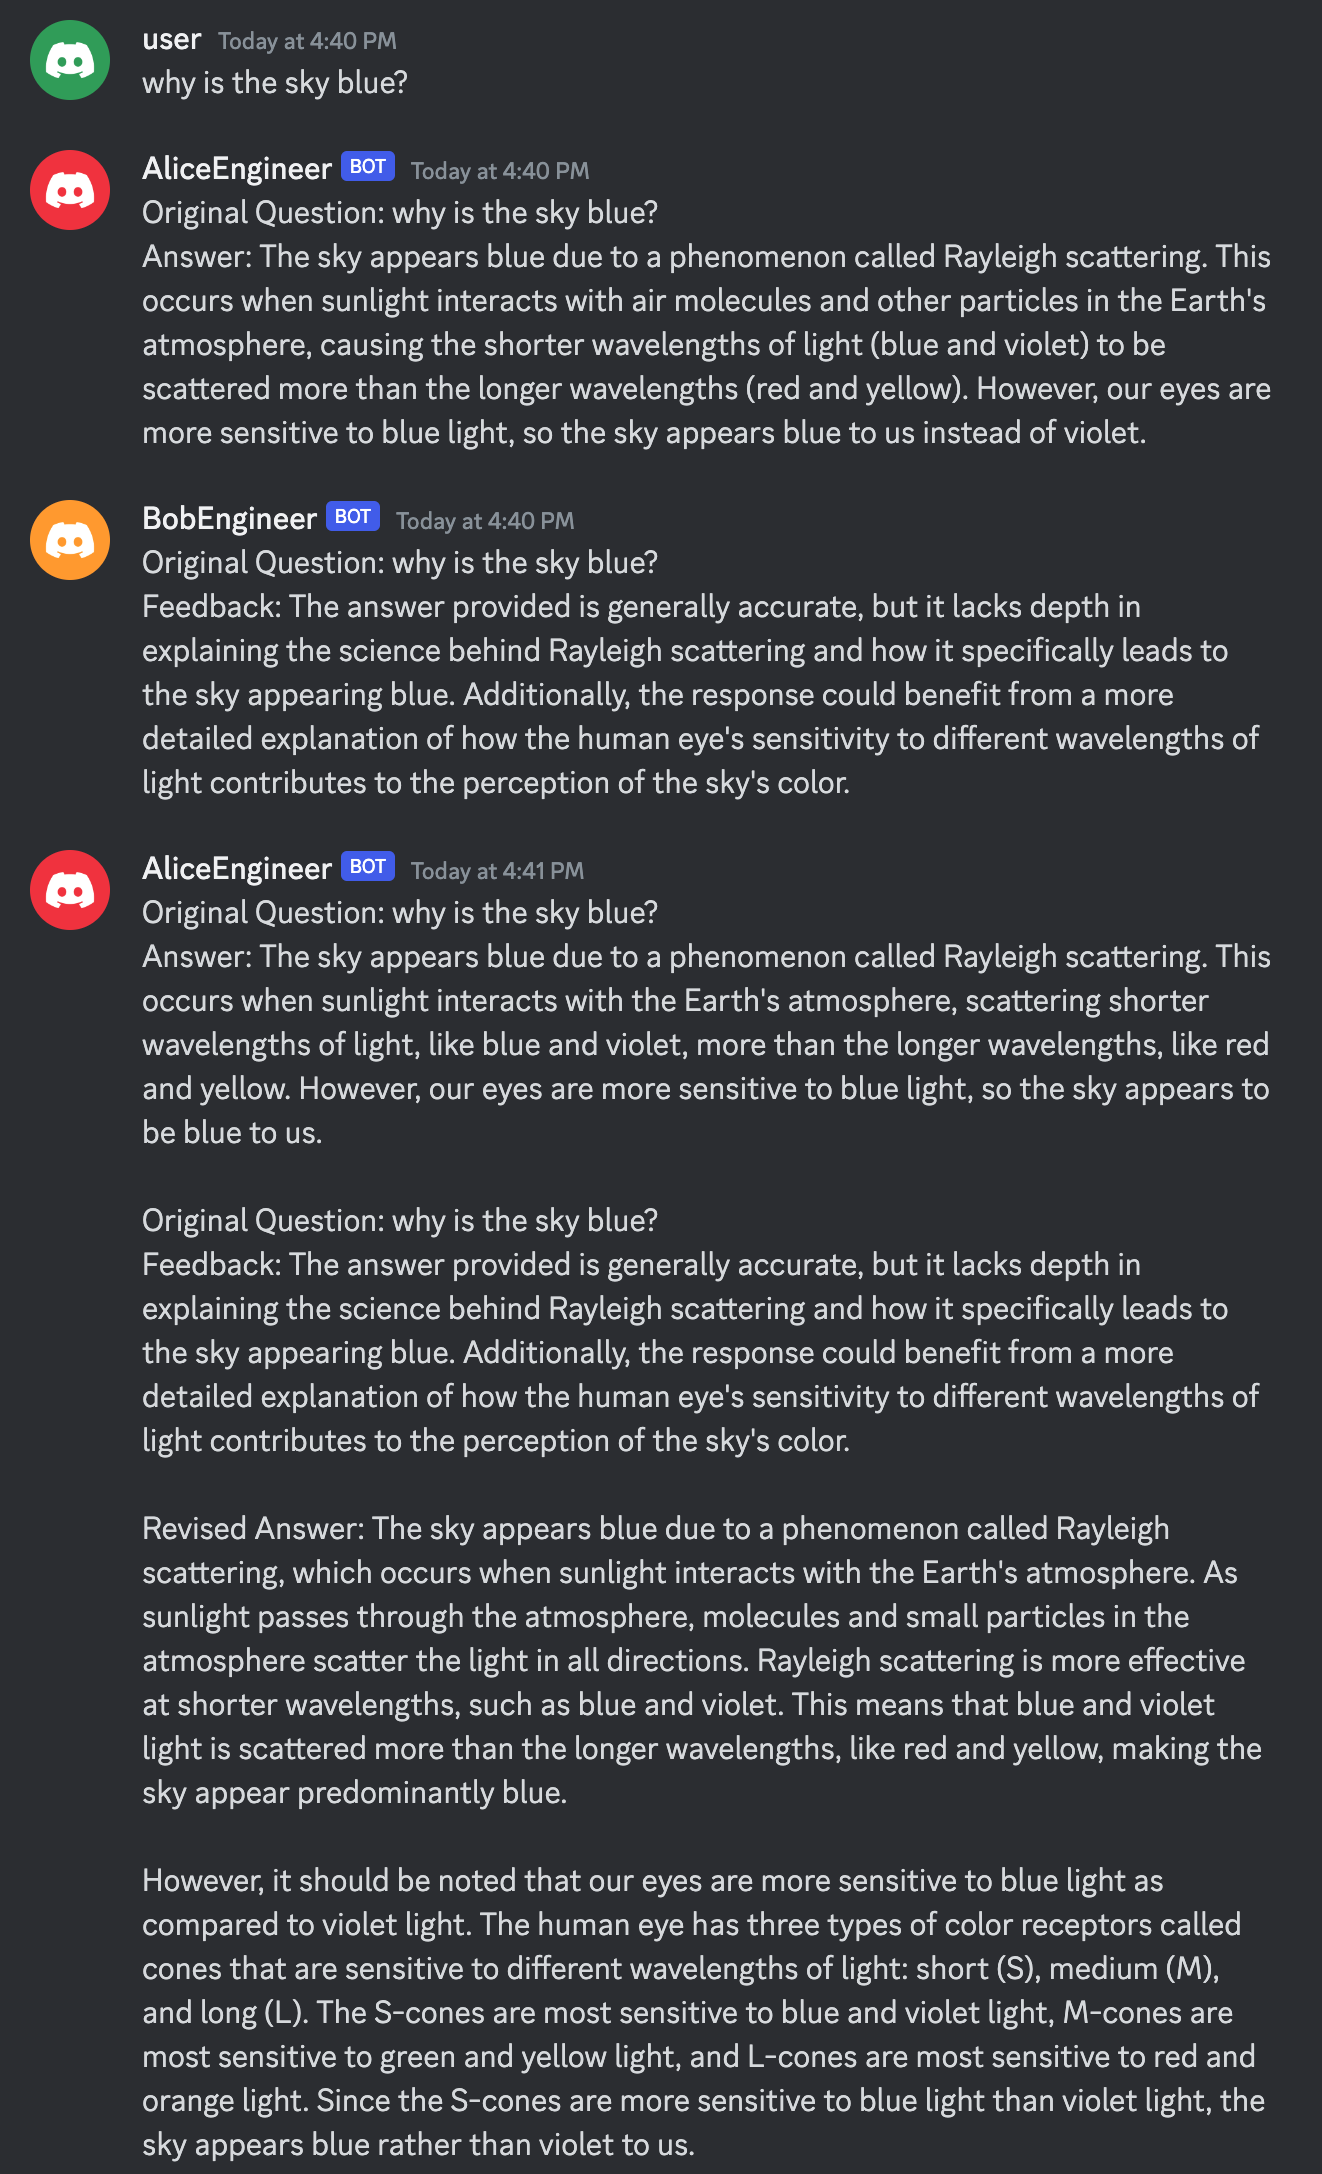 user Today at 4:40 PM
why is the sky blue?
AliceEngineer BOT Today at 4:40 PM
Original Question: why is the sky blue?
Answer: The sky appears blue due to a phenomenon called Rayleigh scattering. This
occurs when sunlight interacts with air molecules and other particles in the Earth's
atmosphere, causing the shorter wavelengths of light (blue and violet) to be
scattered more than the longer wavelengths (red and yellow). However, our eyes are
more sensitive to blue light, so the sky appears blue to us instead of violet.
BobEngineer BOT Today at 4:40 PM
Original Question: why is the sky blue?
Feedback: The answer provided is generally accurate, but it lacks depth in
explaining the science behind Rayleigh scattering and how it specifically leads to
the sky appearing blue. Additionally, the response could benefit from a more
detailed explanation of how the human eye's sensitivity to different wavelengths of
light contributes to the perception of the sky's color.
AliceEngineer BOT Today at 4:41 PM
Original Question: why is the sky blue?
Answer: The sky appears blue due to a phenomenon called Rayleigh scattering. This
occurs when sunlight interacts with the Earth's atmosphere, scattering shorter
wavelengths of light, like blue and violet, more than the longer wavelengths, like red
and yellow. However, our eyes are more sensitive to blue light, so the sky appears to
be blue to us.
Original Question: why is the sky blue?
Feedback: The answer provided is generally accurate, but it lacks depth in
explaining the science behind Rayleigh scattering and how it specifically leads to
the sky appearing blue. Additionally, the response could benefit from a more
detailed explanation of how the human eye's sensitivity to different wavelengths of
light contributes to the perception of the sky's color.
Revised Answer: The sky appears blue due to a phenomenon called Rayleigh
scattering, which occurs when sunlight interacts with the Earth's atmosphere. As
sunlight passes through the atmosphere, molecules and small particles in the
atmosphere scatter the light in all directions. Rayleigh scattering is more effective
at shorter wavelengths, such as blue and violet. This means that blue and violet
light is scattered more than the longer wavelengths, like red and yellow, making the
sky appear predominantly blue.
However, it should be noted that our eyes are more sensitive to blue light as
compared to violet light. The human eye has three types of color receptors called
cones that are sensitive to different wavelengths of light: short (S), medium (M),
and long (L). The S-cones are most sensitive to blue and violet light, M-cones are
most sensitive to green and yellow light, and L-cones are most sensitive to red and
orange light. Since the S-cones are more sensitive to blue light than violet light, the
sky appears blue rather than violet to us.